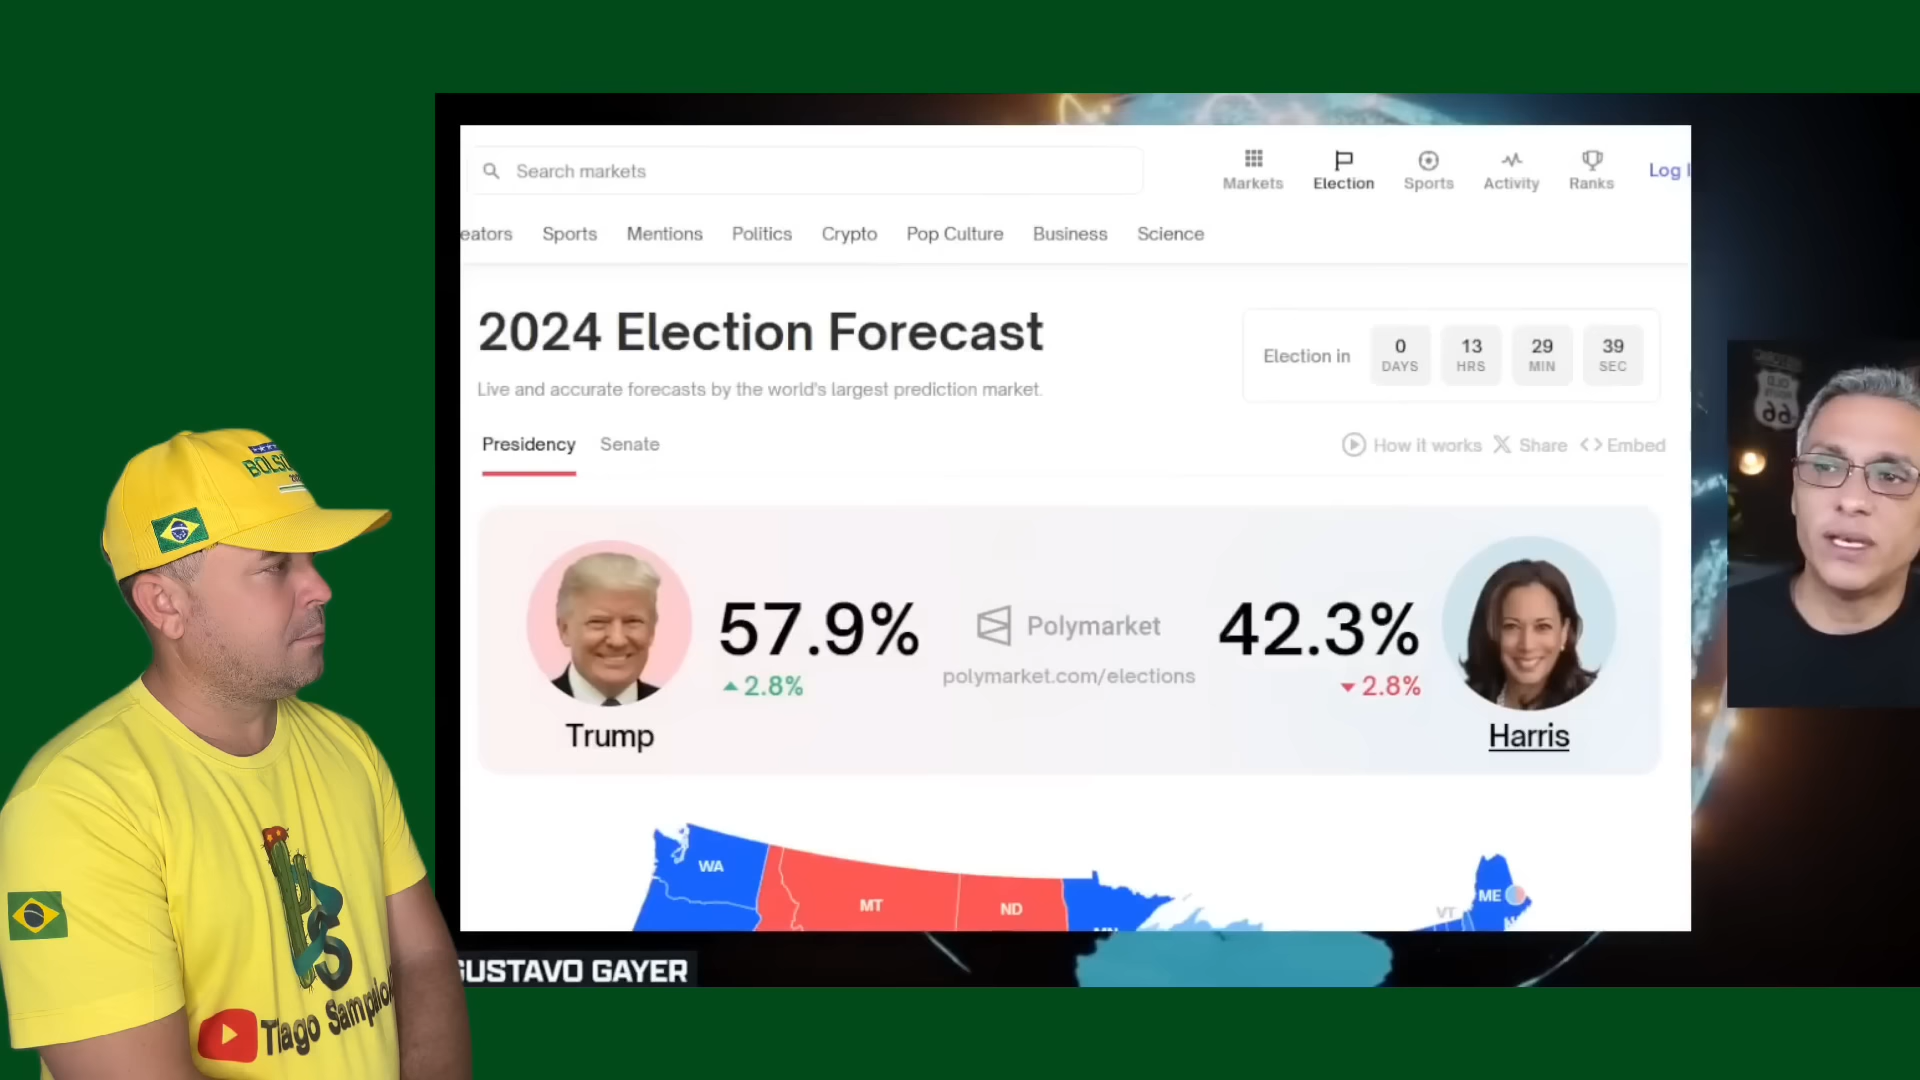 Search markets
Markets
Election
Sports
Activity
Ranks
Log
eators Sports Mentions Politics Crypto Pop Culture Business Science
2024 Election Forecast
Live and accurate forecasts by the world's largest prediction market.
Election in
0 DAYS
13 HRS
29 MIN
39 SEC
Presidency Senate
How it works Share Embed
57.9%
2.8%
Trump
Polymarket
polymarket.com/elections
42.3%
2.8%
Harris
WA
MT
ND
VT
ME
GUSTAVO GAYER
66
Tiago Sampaio